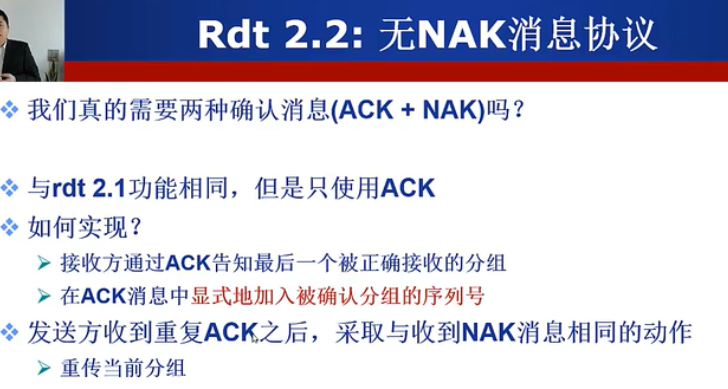 Rdt 2.2: 无NAK消息协议
我们真的需要两种确认消息(ACK + NAK)吗?
与rdt 2.1功能相同，但是只使用ACK
如何实现?
接收方通过ACK告知最后一个被正确接收的分组
在ACK消息中显式地加入被确认分组的序列号
发送方收到重复ACK之后，采取与收到NAK消息相同的动作
重传当前分组